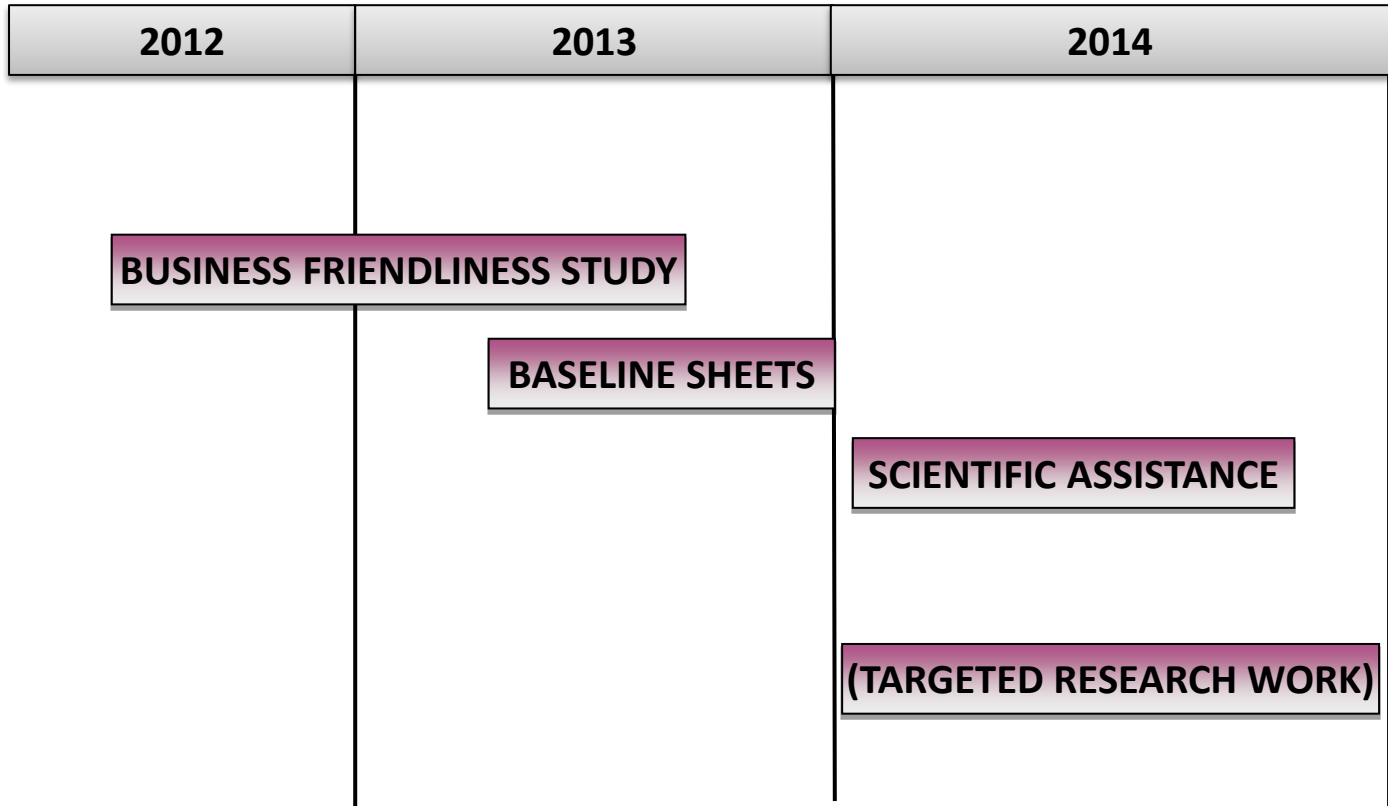 2012 2013 2014
BUSINESS FRIENDLINESS STUDY
BASELINE SHEETS
SCIENTIFIC ASSISTANCE
(TARGETED RESEARCH WORK)